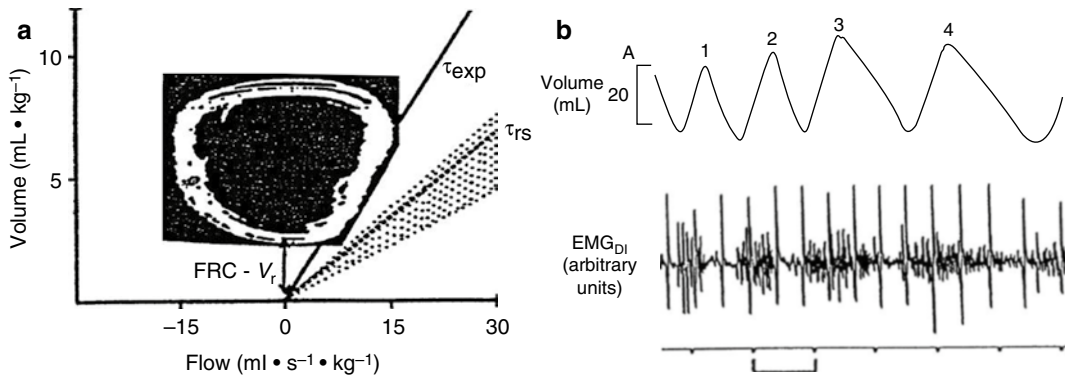 a
10
5
Volume (mL • kg⁻¹)
τexp
τrs
FRC - Vr
−15
0
15
30
Flow (ml • s⁻¹ • kg⁻¹)
b
A
1
2
3
4
Volume
(mL)
20
EMGDI
(arbitrary
units)